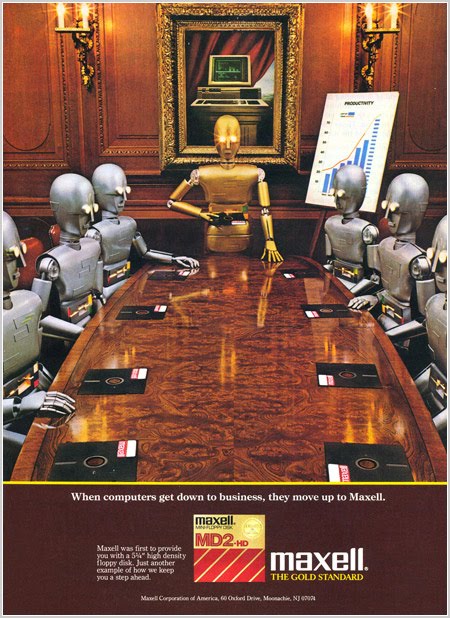 PRODUCTIVITY
maxell
maxell
When computers get down to business, they move up to Maxell.
Maxell was first to provide
you with a 5¼" high density
floppy disk. Just another
example of how we keep
you a step ahead.
maxell.
MINI-FLOPPY DISK
MD2-HD
maxell®
THE GOLD STANDARD
Maxell Corporation of America, 60 Oxford Drive, Moonachie, NJ 07074